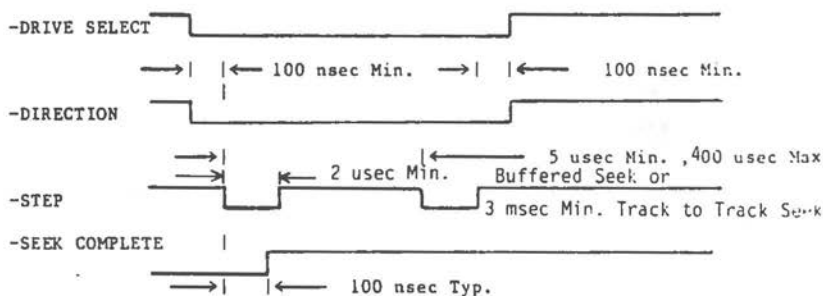 -DRIVE SELECT
100 nsec Min.
100 nsec Min.
-DIRECTION
5 usec Min. ,400 usec Max
2 usec Min.
Buffered Seek or
-STEP
3 msec Min. Track to Track Seek
-SEEK COMPLETE
100 nsec Typ.